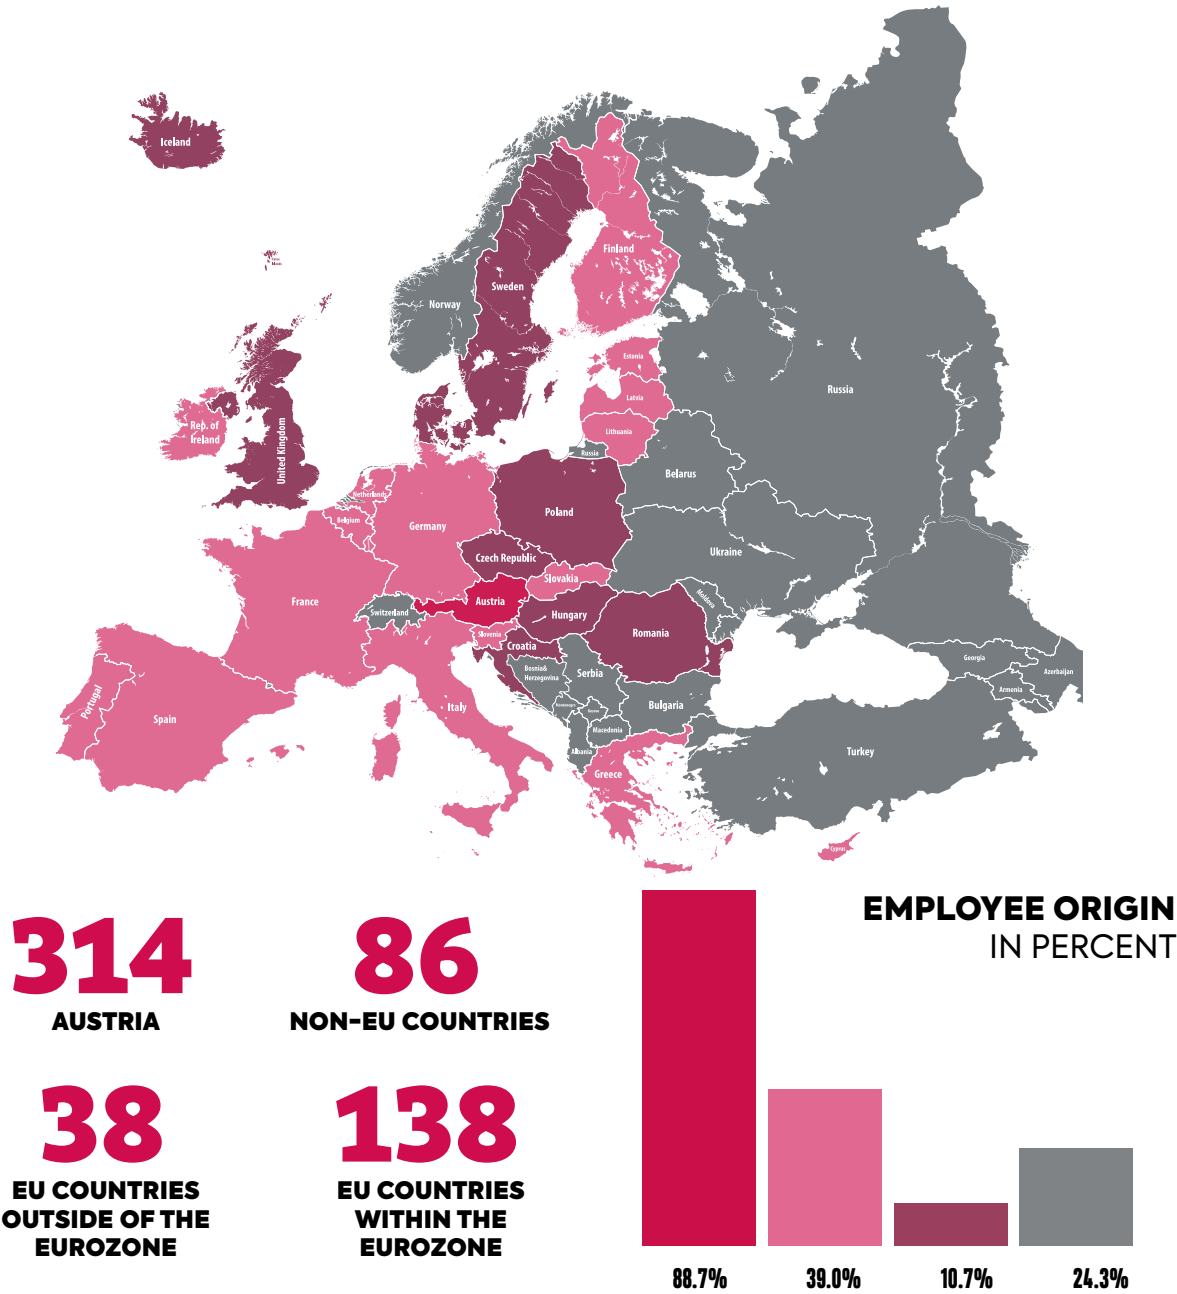 Iceland
Finland
Sweden
Norway
Estonia
Russia
Latvia
Rep. of
Ireland
United Kingdom
Lithuania
Russia
Belarus
Netherlands
Poland
Belgium
Germany
Ukraine
Czech Republic
Slovakia
France
Austria
Moldova
Switzerland
Hungary
Slovenia
Romania
Croatia
Georgia
Bosnia&
Herzegovina
Serbia
Azerbaijan
Armenia
Portugal
Spain
Italy
Montenegro
Kosovo
Bulgaria
Macedonia
Albania
Turkey
Greece
Cyprus
EMPLOYEE ORIGIN
IN PERCENT
314
AUSTRIA
86
NON-EU COUNTRIES
38
EU COUNTRIES
OUTSIDE OF THE
EUROZONE
138
EU COUNTRIES
WITHIN THE
EUROZONE
88.7%
39.0%
10.7%
24.3%